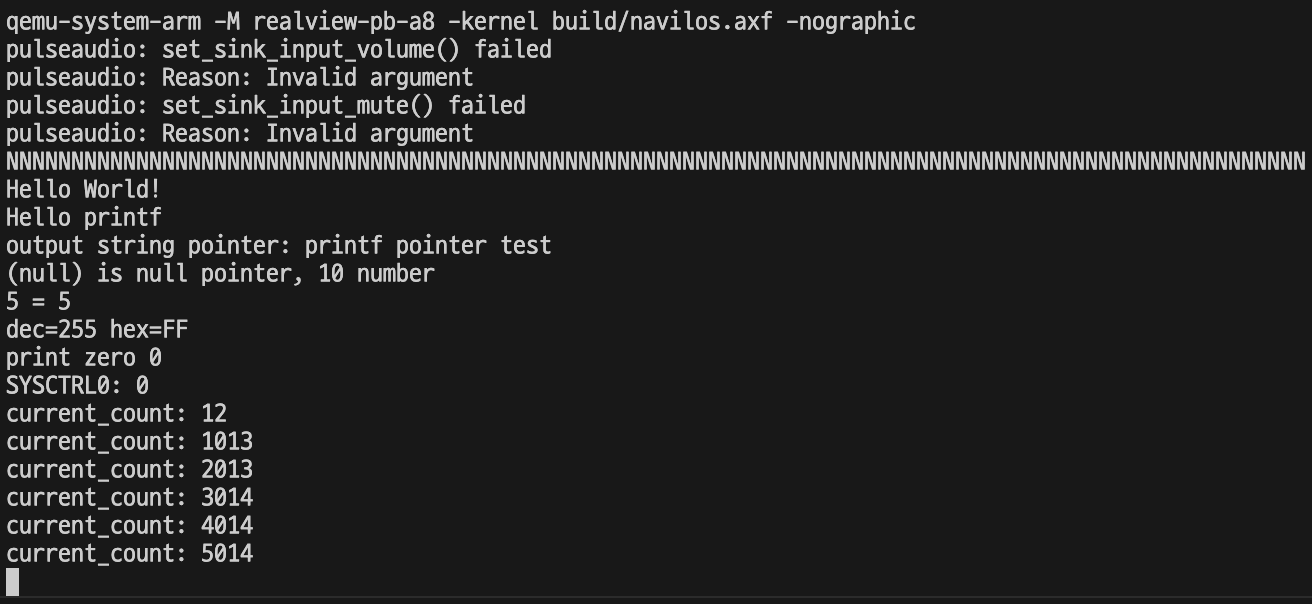 qemu-system-arm -M realview-pb-a8 -kernel build/navilos.axf -nographic
pulseaudio: set_sink_input_volume() failed
pulseaudio: Reason: Invalid argument
pulseaudio: set_sink_input_mute() failed
pulseaudio: Reason: Invalid argument
NNNNNNNNNNNNNNNNNNNNNNNNNNNNNNNNNNNNNNNNNNNNNNNNNNNNNNNNNNNNNNNNNNNNNNNNNNNNNNNNNNNNNNNNNNNNNNNNNNNN
Hello World!
Hello printf
output string pointer: printf pointer test
(null) is null pointer, 10 number
5 = 5
dec=255 hex=FF
print zero 0
SYSCTRL0: 0
current_count: 12
current_count: 1013
current_count: 2013
current_count: 3014
current_count: 4014
current_count: 5014